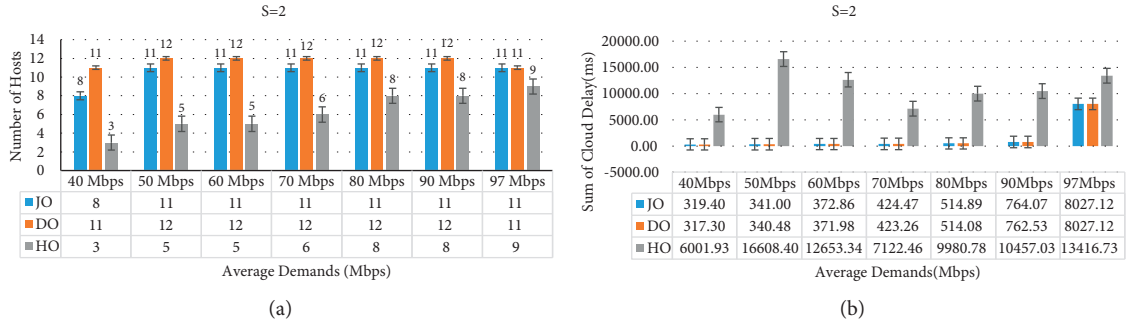 S=2
14
12
10
8
6
4
2
0
Number of Hosts
8 11 3
11 12 5
11 12 5
11 12 6
11 12 8
11 12 8
11 11 9
40 Mbps 50 Mbps 60 Mbps 70 Mbps 80 Mbps 90 Mbps 97 Mbps
JO 8 11 11 11 11 11 11
DO 11 12 12 12 12 12 11
HO 3 5 5 6 8 8 9
Average Demands (Mbps)
(a)
S=2
20000.00
15000.00
10000.00
5000.00
0.00
-5000.00
Sum of Cloud Delay(ms)
40Mbps 50Mbps 60Mbps 70Mbps 80Mbps 90Mbps 97Mbps
JO 319.40 341.00 372.86 424.47 514.89 764.07 8027.12
DO 317.30 340.48 371.98 423.26 514.08 762.53 8027.12
HO 6001.93 16608.40 12653.34 7122.46 9980.78 10457.03 13416.73
Average Demands(Mbps)
(b)